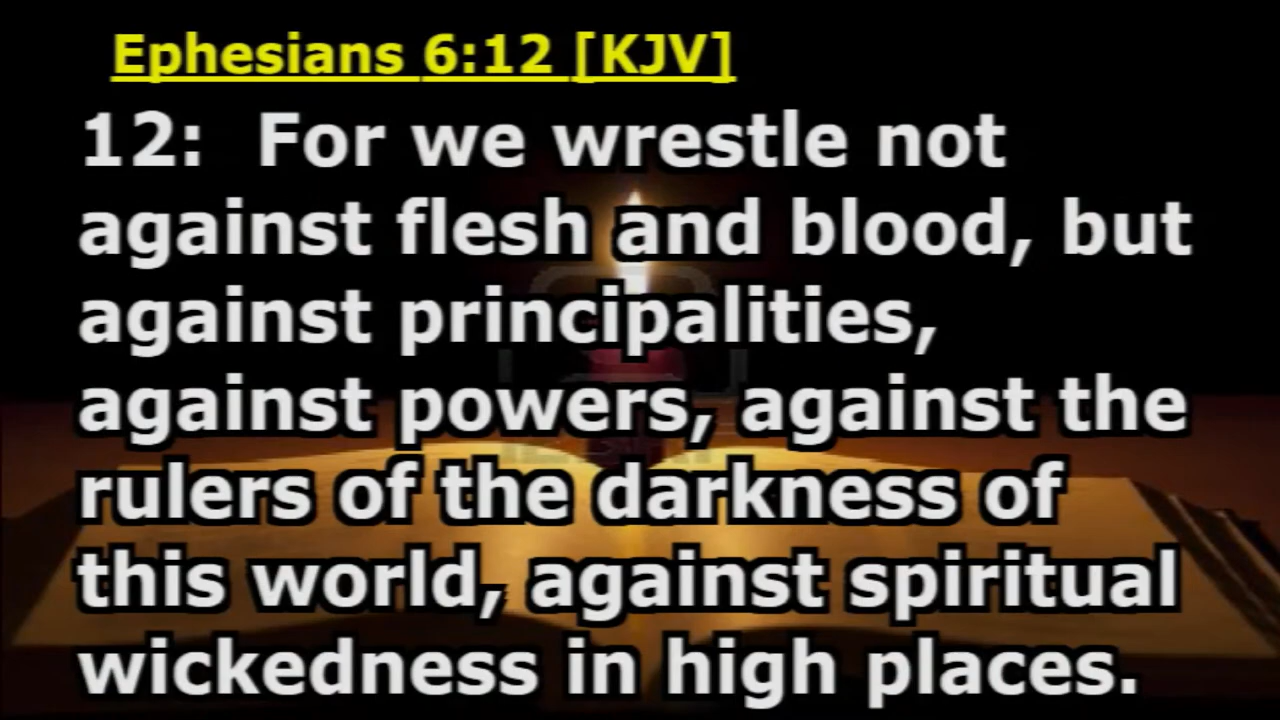 Ephesians 6:12 [KJV]
12: For we wrestle not
against flesh and blood, but
against principalities,
against powers, against the
rulers of the darkness of
this world, against spiritual
wickedness in high places.